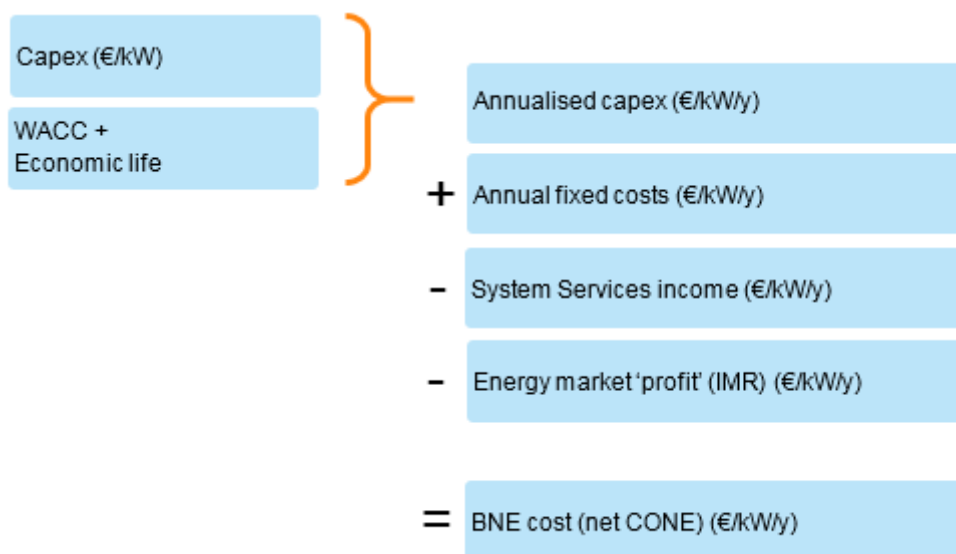 Capex (€/kW)
WACC +
Economic life
Annualised capex (€/kW/y)
+ Annual fixed costs (€/kW/y)
- System Services income (€/kW/y)
- Energy market ‘profit’ (IMR) (€/kW/y)
= BNE cost (net CONE) (€/kW/y)